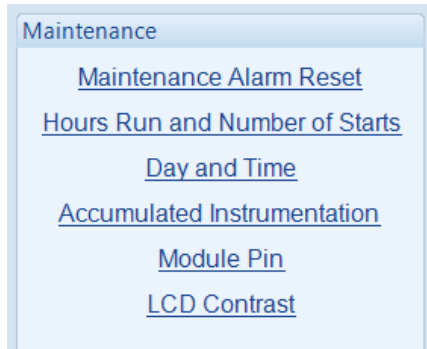 Maintenance
Maintenance Alarm Reset
Hours Run and Number of Starts
Day and Time
Accumulated Instrumentation
Module Pin
LCD Contrast